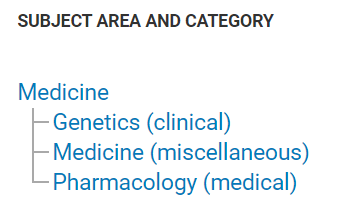 SUBJECT AREA AND CATEGORY
Medicine
Genetics (clinical)
Medicine (miscellaneous)
Pharmacology (medical)